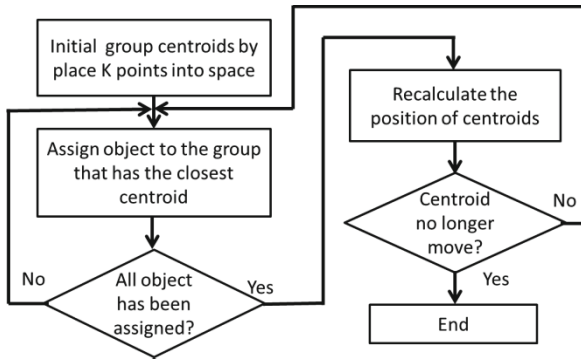 Initial group centroids by
place K points into space
Assign object to the group
that has the closest
centroid
No
All object
has been
assigned?
Yes
Recalculate the
position of centroids
Centroid
no longer
move?
No
Yes
End